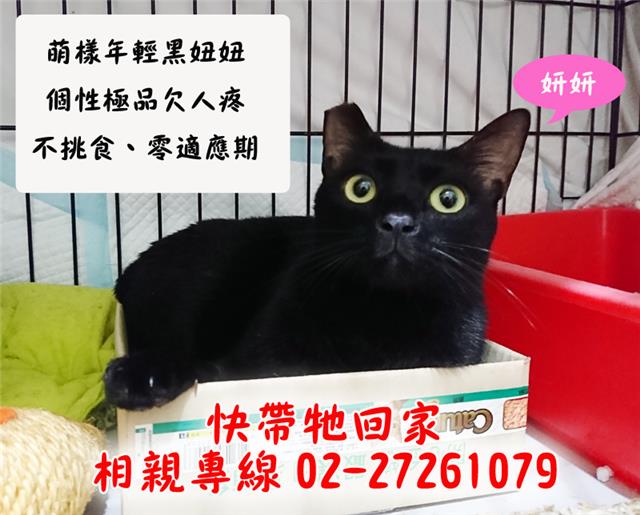 萌樣年輕黑妞妞
個性極品欠人疼
不挑食、零適應期
妍妍
快帶牠回家
相親專線 02-27261079